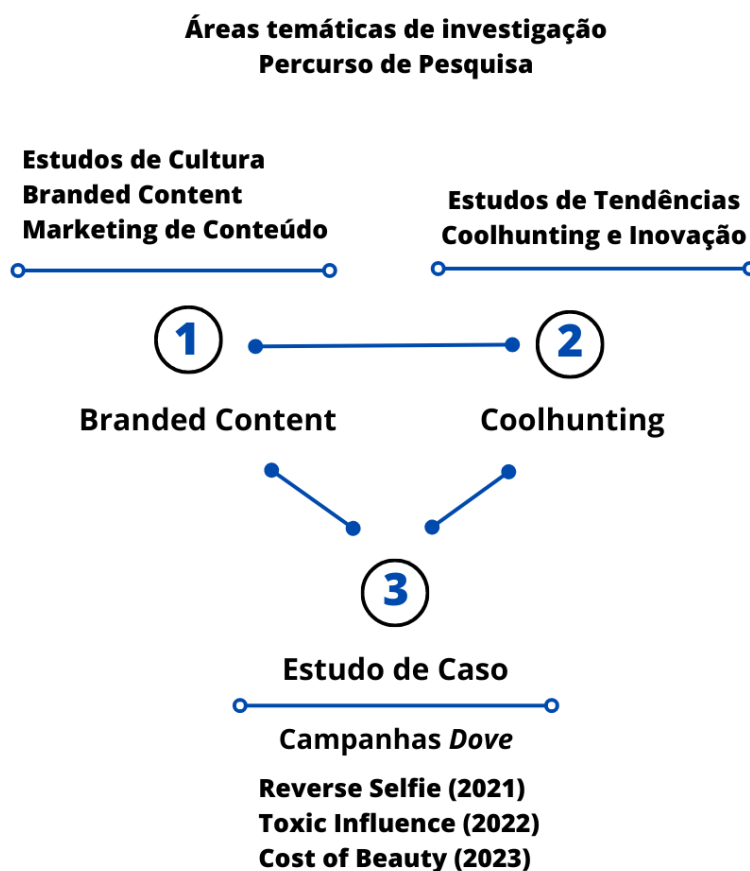 Áreas temáticas de investigação
Percurso de Pesquisa
Estudos de Cultura
Branded Content
Marketing de Conteúdo
Estudos de Tendências
Coolhunting e Inovação
1
2
Branded Content
Coolhunting
3
Estudo de Caso
Campanhas Dove
Reverse Selfie (2021)
Toxic Influence (2022)
Cost of Beauty (2023)